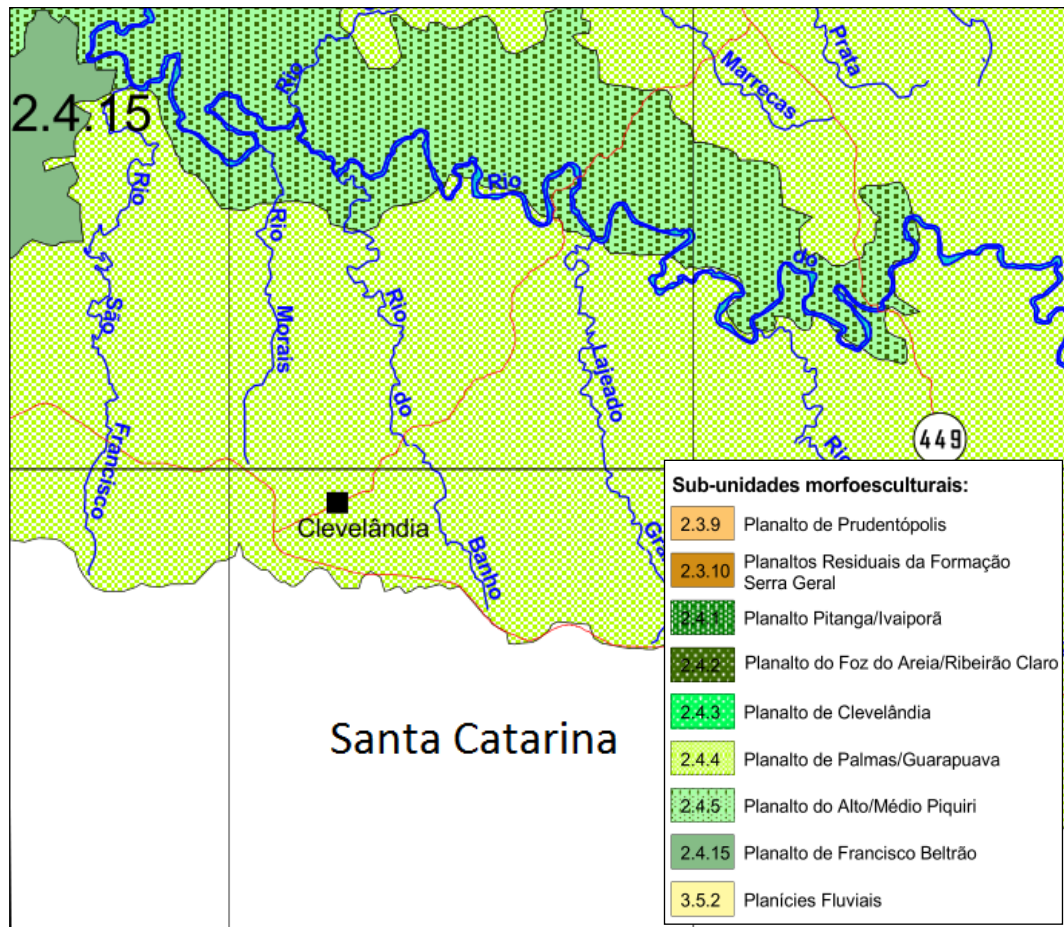 Prata
Marrecas
Rio
2.4.15
Rio
Rio
Rio
do
São
Morais
Rio
Lajeado
do
Francisco
Rio
449
Clevelândia
Banho
Gra
Santa Catarina
Sub-unidades morfoesculturais:
2.3.9 Planalto de Prudentópolis
2.3.10 Planaltos Residuais da Formação
Serra Geral
2.4.1 Planalto Pitanga/Ivaiporã
2.4.2 Planalto do Foz do Areia/Ribeirão Claro
2.4.3 Planalto de Clevelândia
2.4.4 Planalto de Palmas/Guarapuava
2.4.5 Planalto do Alto/Médio Piquiri
2.4.15 Planalto de Francisco Beltrão
3.5.2 Planícies Fluviais